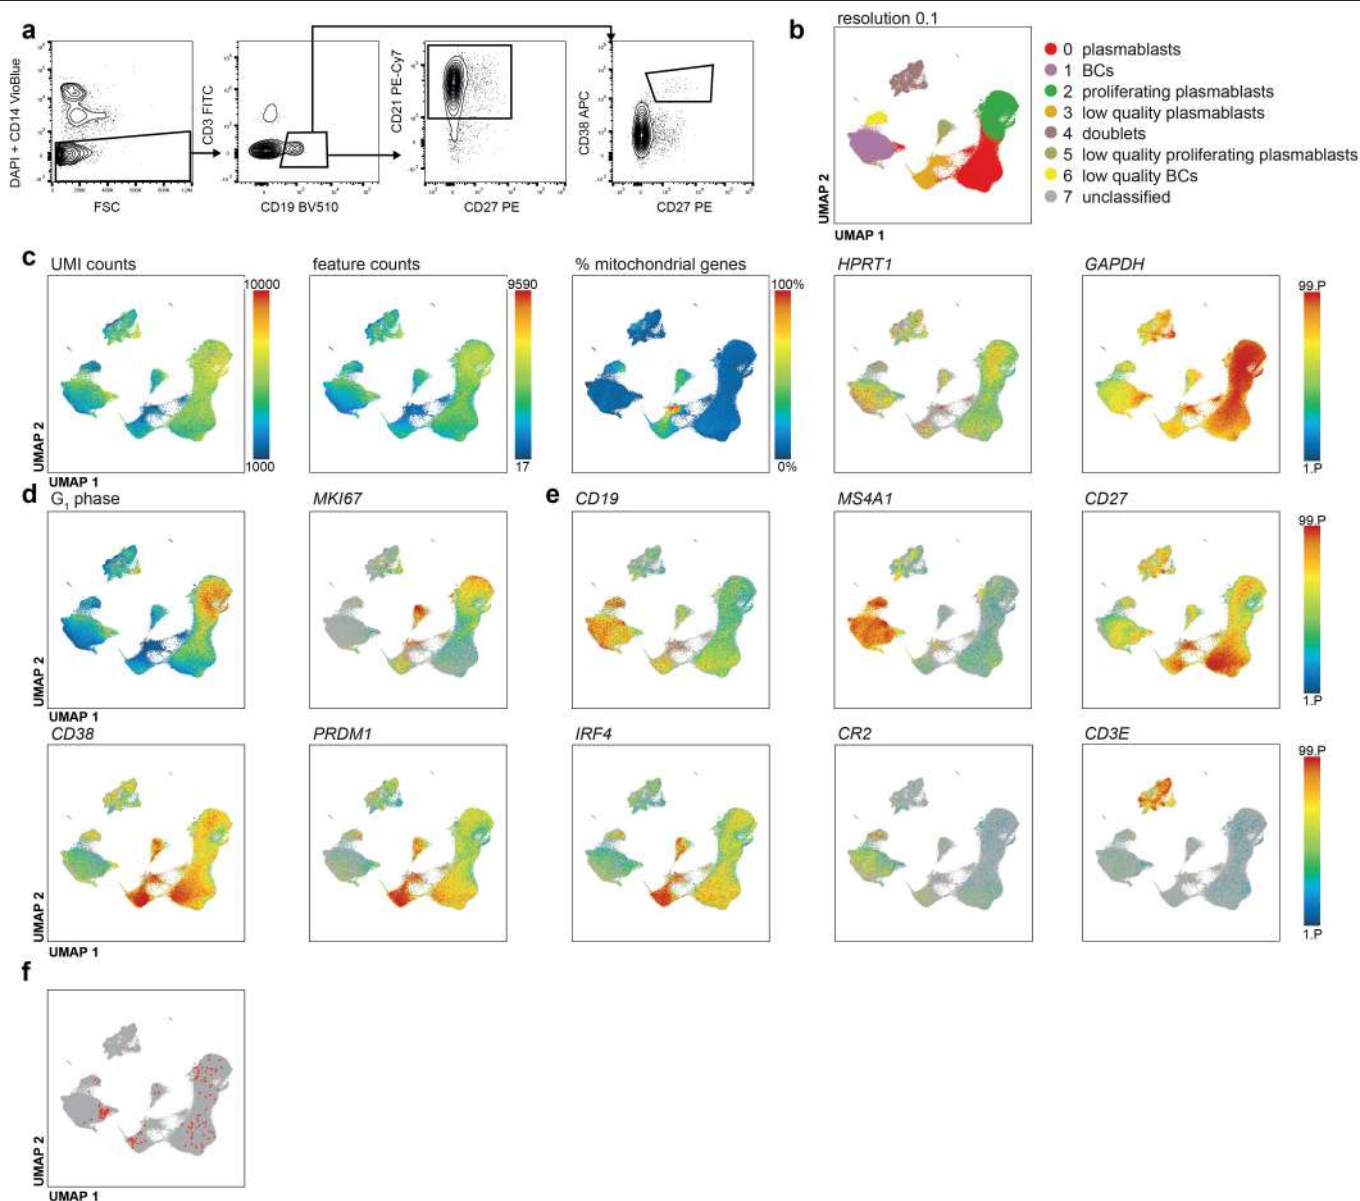 a
DAPI + CD14 VioBlue
FSC
CD3 FITC
CD19 BV510
CD21 PE-Cy7
CD27 PE
CD38 APC
CD27 PE
b
resolution 0.1
UMAP 2
UMAP 1
0 plasmablasts
1 BCs
2 proliferating plasmablasts
3 low quality plasmablasts
4 doublets
5 low quality proliferating plasmablasts
6 low quality BCs
7 unclassified
c
UMI counts
10000
1000
UMAP 2
UMAP 1
feature counts
9590
17
% mitochondrial genes
100%
0%
HPRT1
GAPDH
99.P
1.P
d
G1 phase
UMAP 2
UMAP 1
MKI67
e
CD19
MS4A1
CD27
99.P
1.P
CD38
UMAP 2
UMAP 1
PRDM1
IRF4
CR2
CD3E
99.P
1.P
f
UMAP 2
UMAP 1